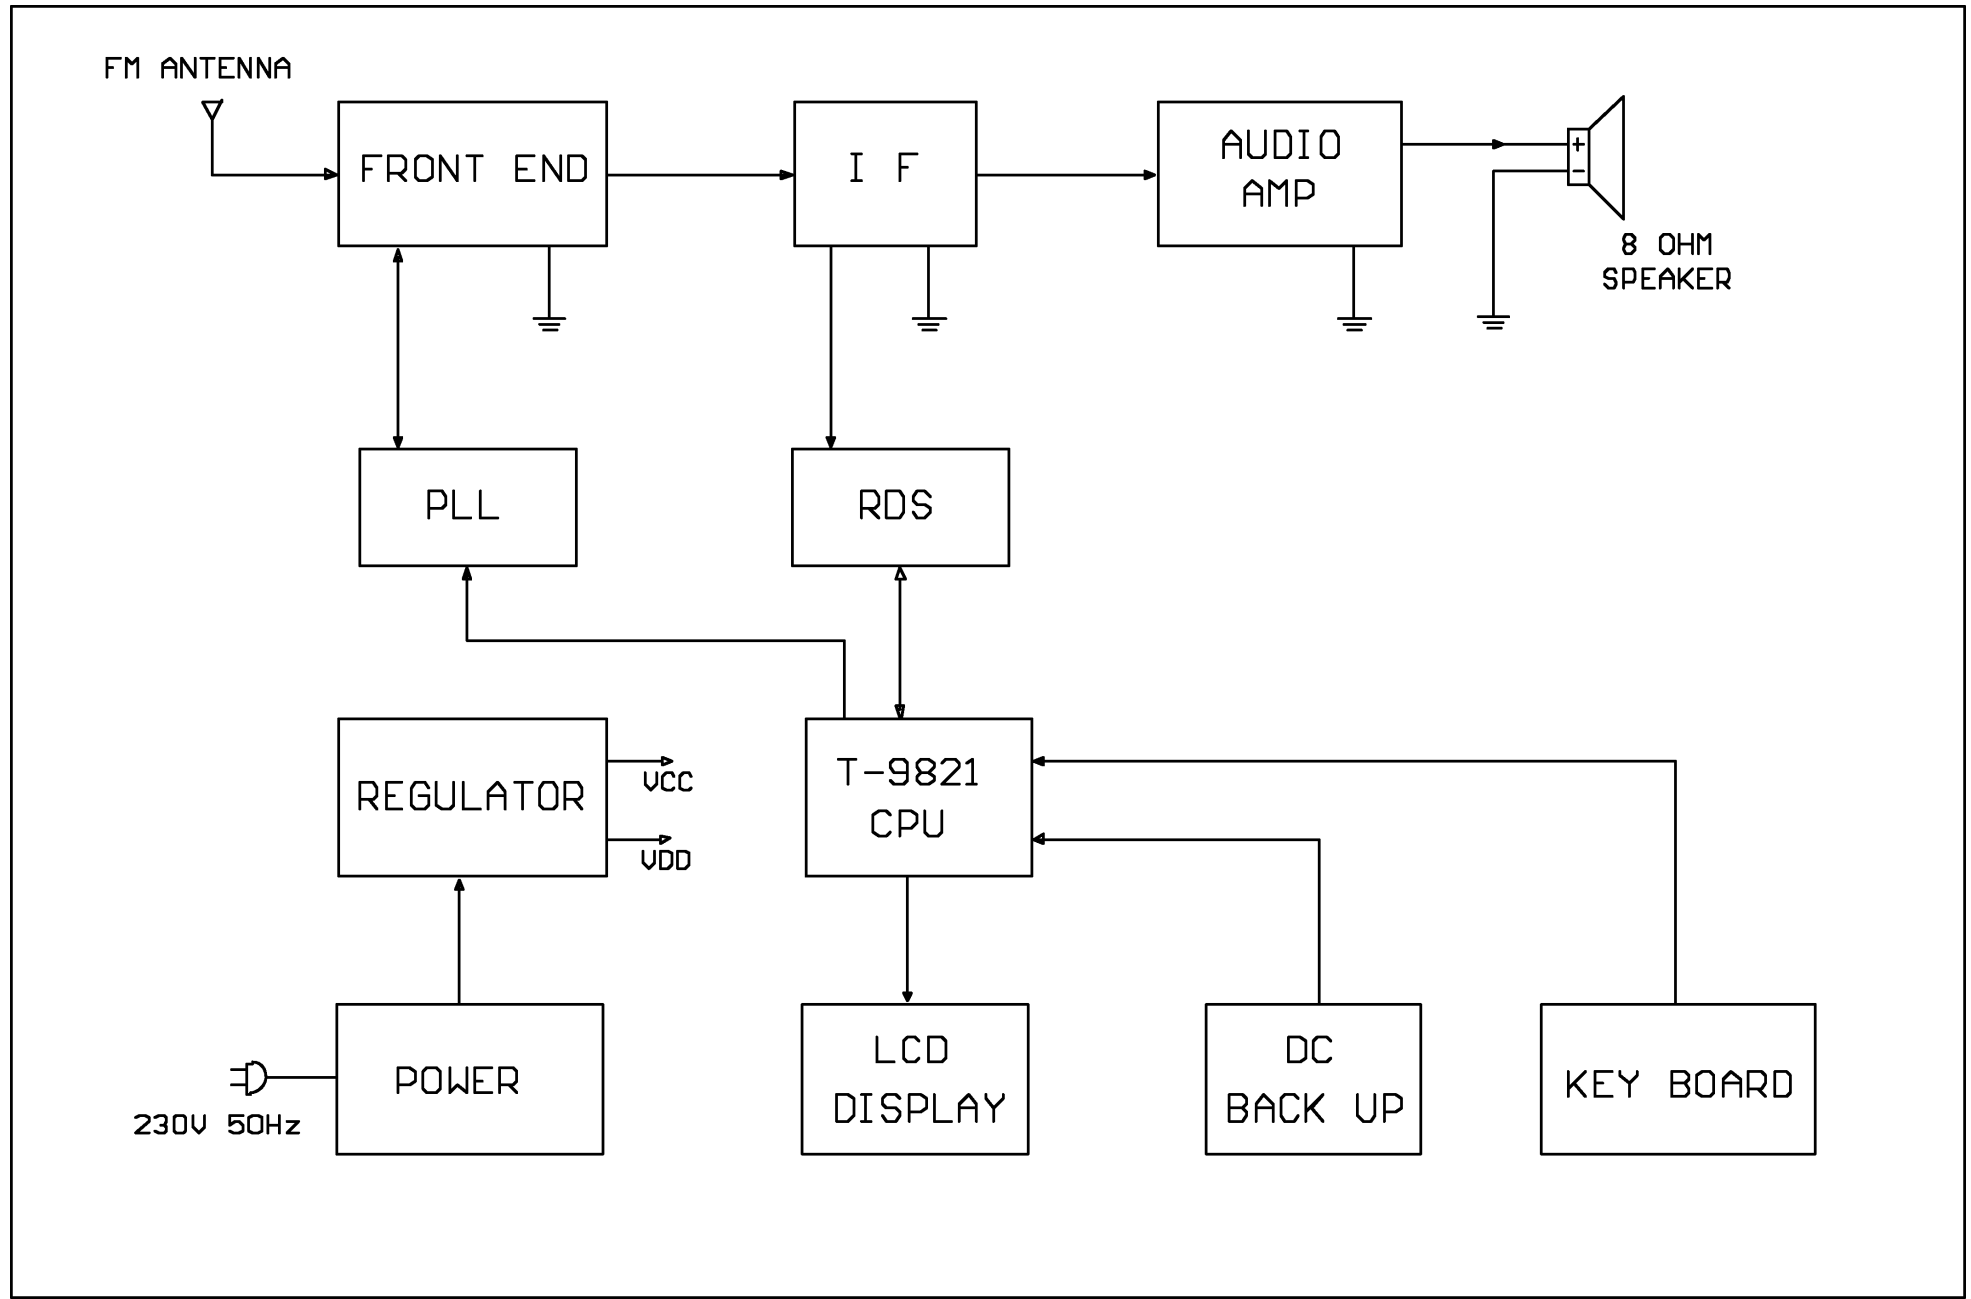 FM ANTENNA
FRONT END
I F
AUDIO
AMP
+
-
8 OHM
SPEAKER
PLL
RDS
REGULATOR
VCC
VDD
T-9821
CPU
POWER
230V 50Hz
LCD
DISPLAY
DC
BACK UP
KEY BOARD